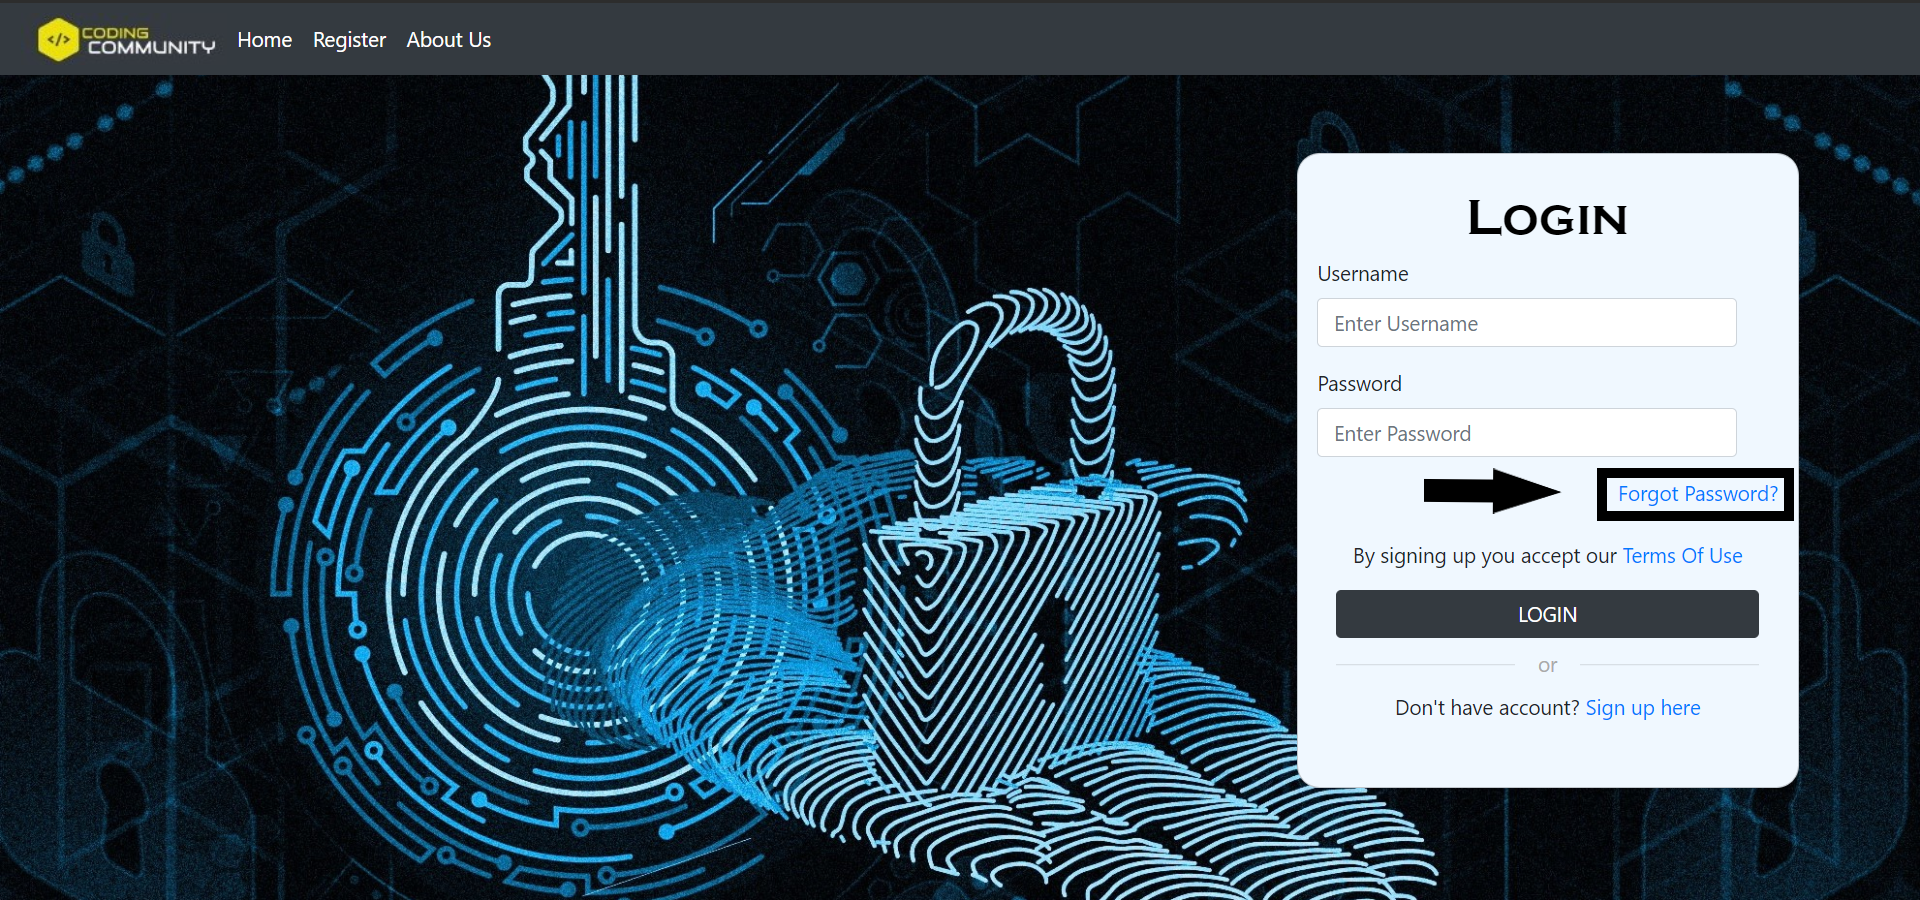 </> CODING
COMMUNITY
Home Register About Us
Login
Username
Enter Username
Password
Enter Password
Forgot Password?
By signing up you accept our Terms Of Use
LOGIN
or
Don't have account? Sign up here